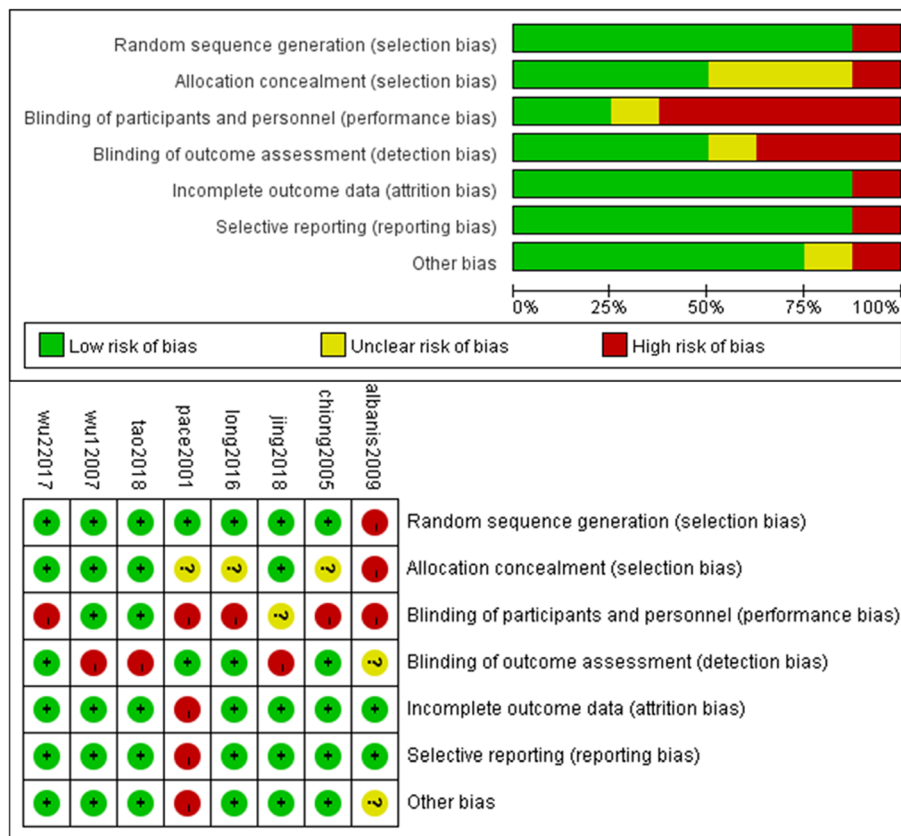 Random sequence generation (selection bias)
Allocation concealment (selection bias)
Blinding of participants and personnel (performance bias)
Blinding of outcome assessment (detection bias)
Incomplete outcome data (attrition bias)
Selective reporting (reporting bias)
Other bias
0% 25% 50% 75% 100%
Low risk of bias Unclear risk of bias High risk of bias
wu22017 wu12007 tao2018 pace2001 long2016 jing2018 chiong2005 albanis2009
+ + + + + + + - Random sequence generation (selection bias)
+ + + ? ? + ? - Allocation concealment (selection bias)
- + + - - ? - - Blinding of participants and personnel (performance bias)
+ - - + + - + ? Blinding of outcome assessment (detection bias)
+ + + - + + + + Incomplete outcome data (attrition bias)
+ + + - + + + + Selective reporting (reporting bias)
+ + + - + + + ? Other bias